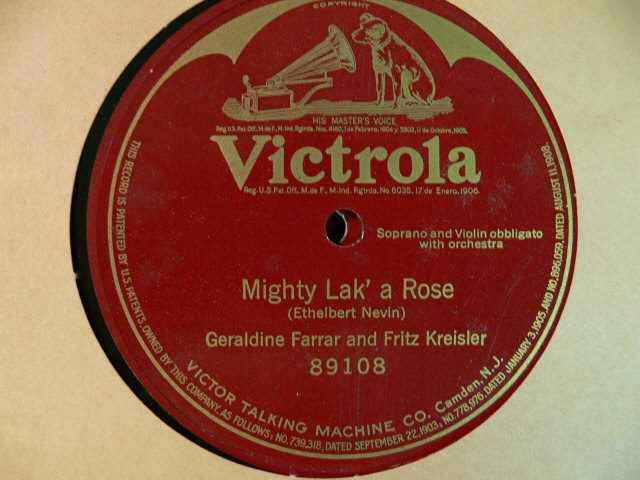 COPYRIGHT
HIS MASTER'S VOICE
Reg.U.S.Pat.Off., M.de F., M.Ind. Rgtrda. Nos. 4180, 1 de Febrero, 1904 y 5803, 11 de Octubre, 1905.
Victrola
Reg.U.S.Pat.Off., M.de F., M.Ind. Rgtrda. No.6035, 17 de Enero, 1906.
Soprano and Violin obbligato
with orchestra
Mighty Lak' a Rose
(Ethelbert Nevin)
Geraldine Farrar and Fritz Kreisler
89108
VICTOR TALKING MACHINE CO. Camden, N.J.
THIS RECORD IS PATENTED BY U.S. PATENTS, OWNED BY THIS COMPANY, AS FOLLOWS: NO.739,318, DATED SEPTEMBER 22, 1903, NO.778,976, DATED JANUARY 3, 1905, AND NO.896,059, DATED AUGUST 11, 1908.